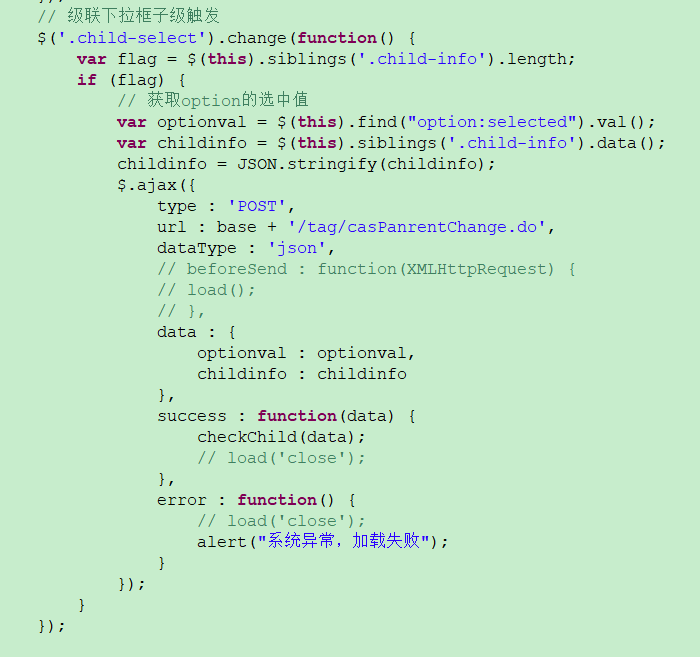 });
// 级联下拉框子级触发
$('.child-select').change(function() {
var flag = $(this).siblings('.child-info').length;
if (flag) {
// 获取option的选中值
var optionval = $(this).find("option:selected").val();
var childinfo = $(this).siblings('.child-info').data();
childinfo = JSON.stringify(childinfo);
$.ajax({
type : 'POST',
url : base + '/tag/casPanrentChange.do',
dataType : 'json',
// beforeSend : function(XMLHttpRequest) {
// load();
// },
data : {
optionval : optionval,
childinfo : childinfo
},
success : function(data) {
checkChild(data);
// load('close');
},
error : function() {
// load('close');
alert("系统异常，加载失败");
}
});
}
});